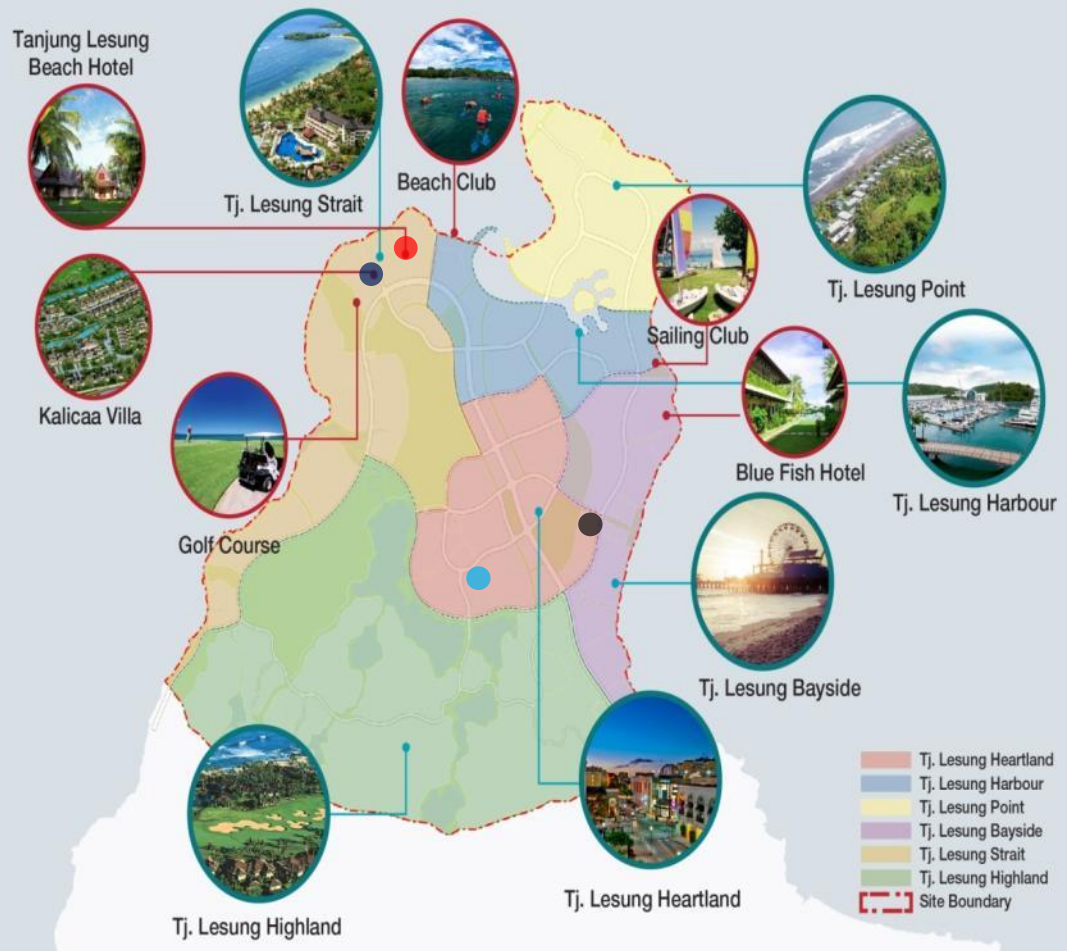 Tanjung Lesung
Beach Hotel
Tj. Lesung Strait
Beach Club
Tj. Lesung Point
Sailing Club
Kalicaa Villa
Blue Fish Hotel
Tj. Lesung Harbour
Golf Course
Tj. Lesung Bayside
Tj. Lesung Highland
Tj. Lesung Heartland
Tj. Lesung Heartland
Tj. Lesung Harbour
Tj. Lesung Point
Tj. Lesung Bayside
Tj. Lesung Strait
Tj. Lesung Highland
Site Boundary